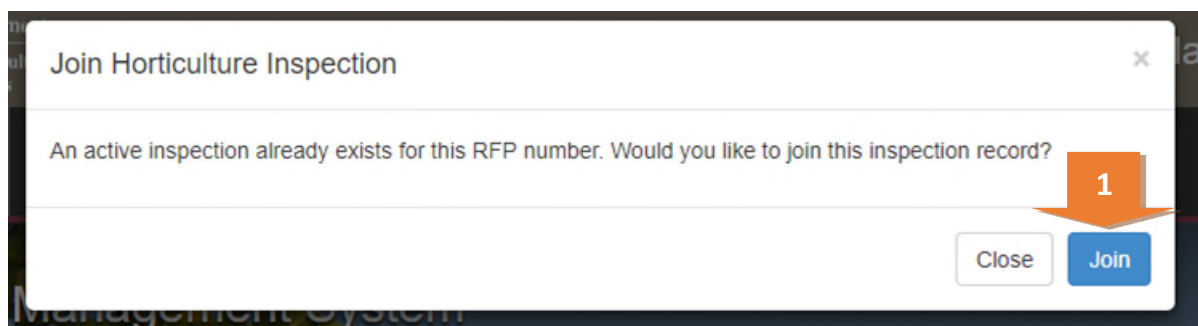 Join Horticulture Inspection
×
An active inspection already exists for this RFP number. Would you like to join this inspection record?
1
Close
Join
Management System